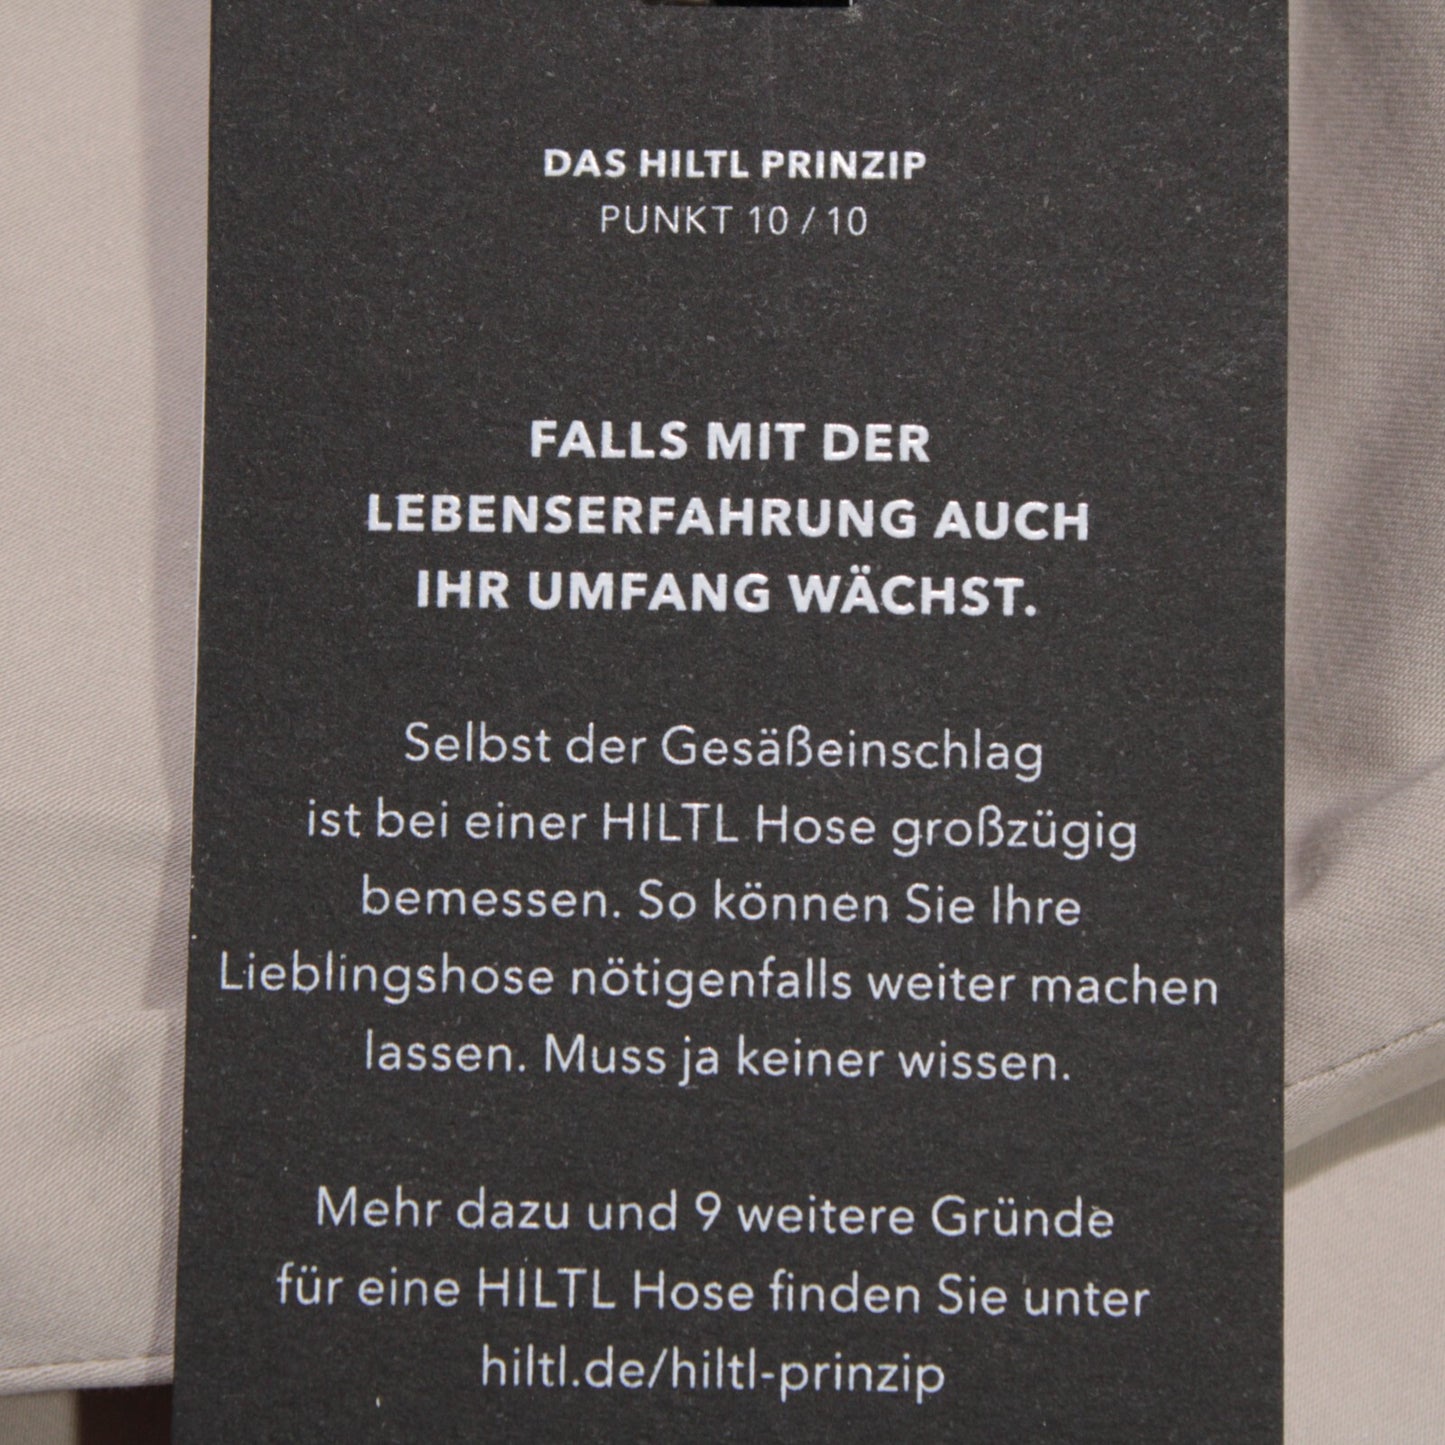 DAS HILTL PRINZIP
PUNKT 10 / 10
FALLS MIT DER
LEBENSERFAHRUNG AUCH
IHR UMFANG WÄCHST.
Selbst der Gesäßeinschlag
ist bei einer HILTL Hose großzügig
bemessen. So können Sie Ihre
Lieblingshose nötigenfalls weiter machen
lassen. Muss ja keiner wissen.
Mehr dazu und 9 weitere Gründe
für eine HILTL Hose finden Sie unter
hiltl.de/hiltl-prinzip